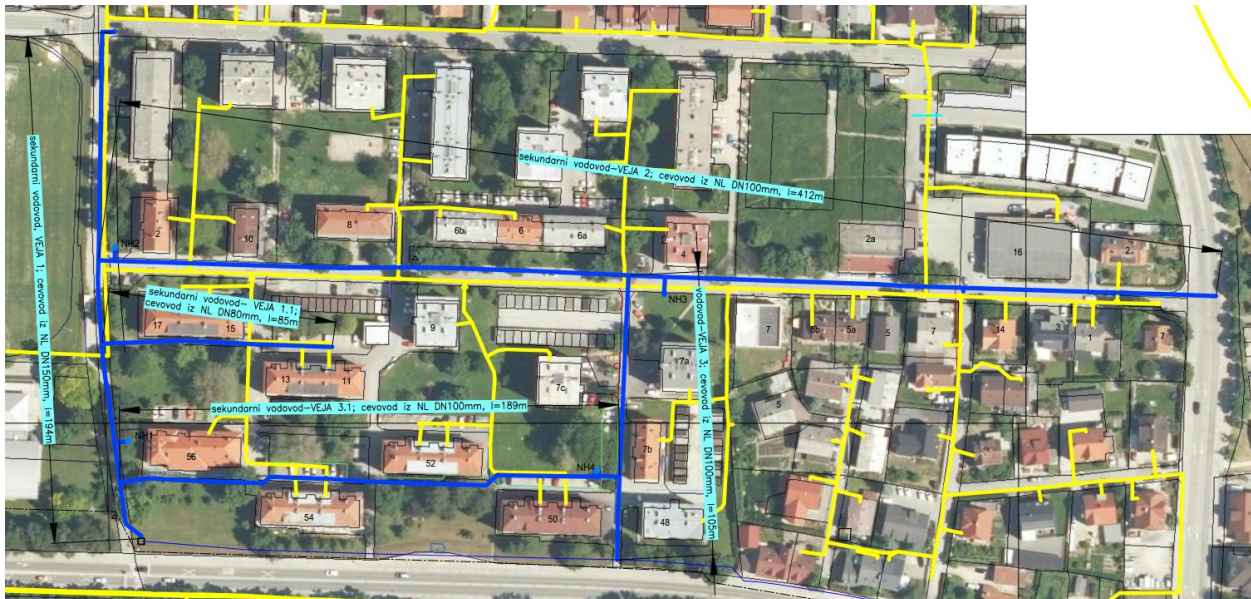 sekundarni vodovod, VEJA 1; cevovod iz NL DN150mm, l=194m
sekundarni vodovod-VEJA 2; cevovod iz NL DN100mm, l=412m
2
10
8
6b
6
6a
4
2a
16
2
NH2
NH3
sekundarni vodovod- VEJA 1.1;
cevovod iz NL DN80mm, l=85m
17
15
9
7
5b
5a
5
7
14
3
1
7
13
11
7c
7a
5
vodovod-VEJA 3; cevovod iz NL DN100mm, l=105m
sekundarni vodovod-VEJA 3.1; cevovod iz NL DN100mm, l=189m
NH1
56
52
7b
NH4
54
50
48